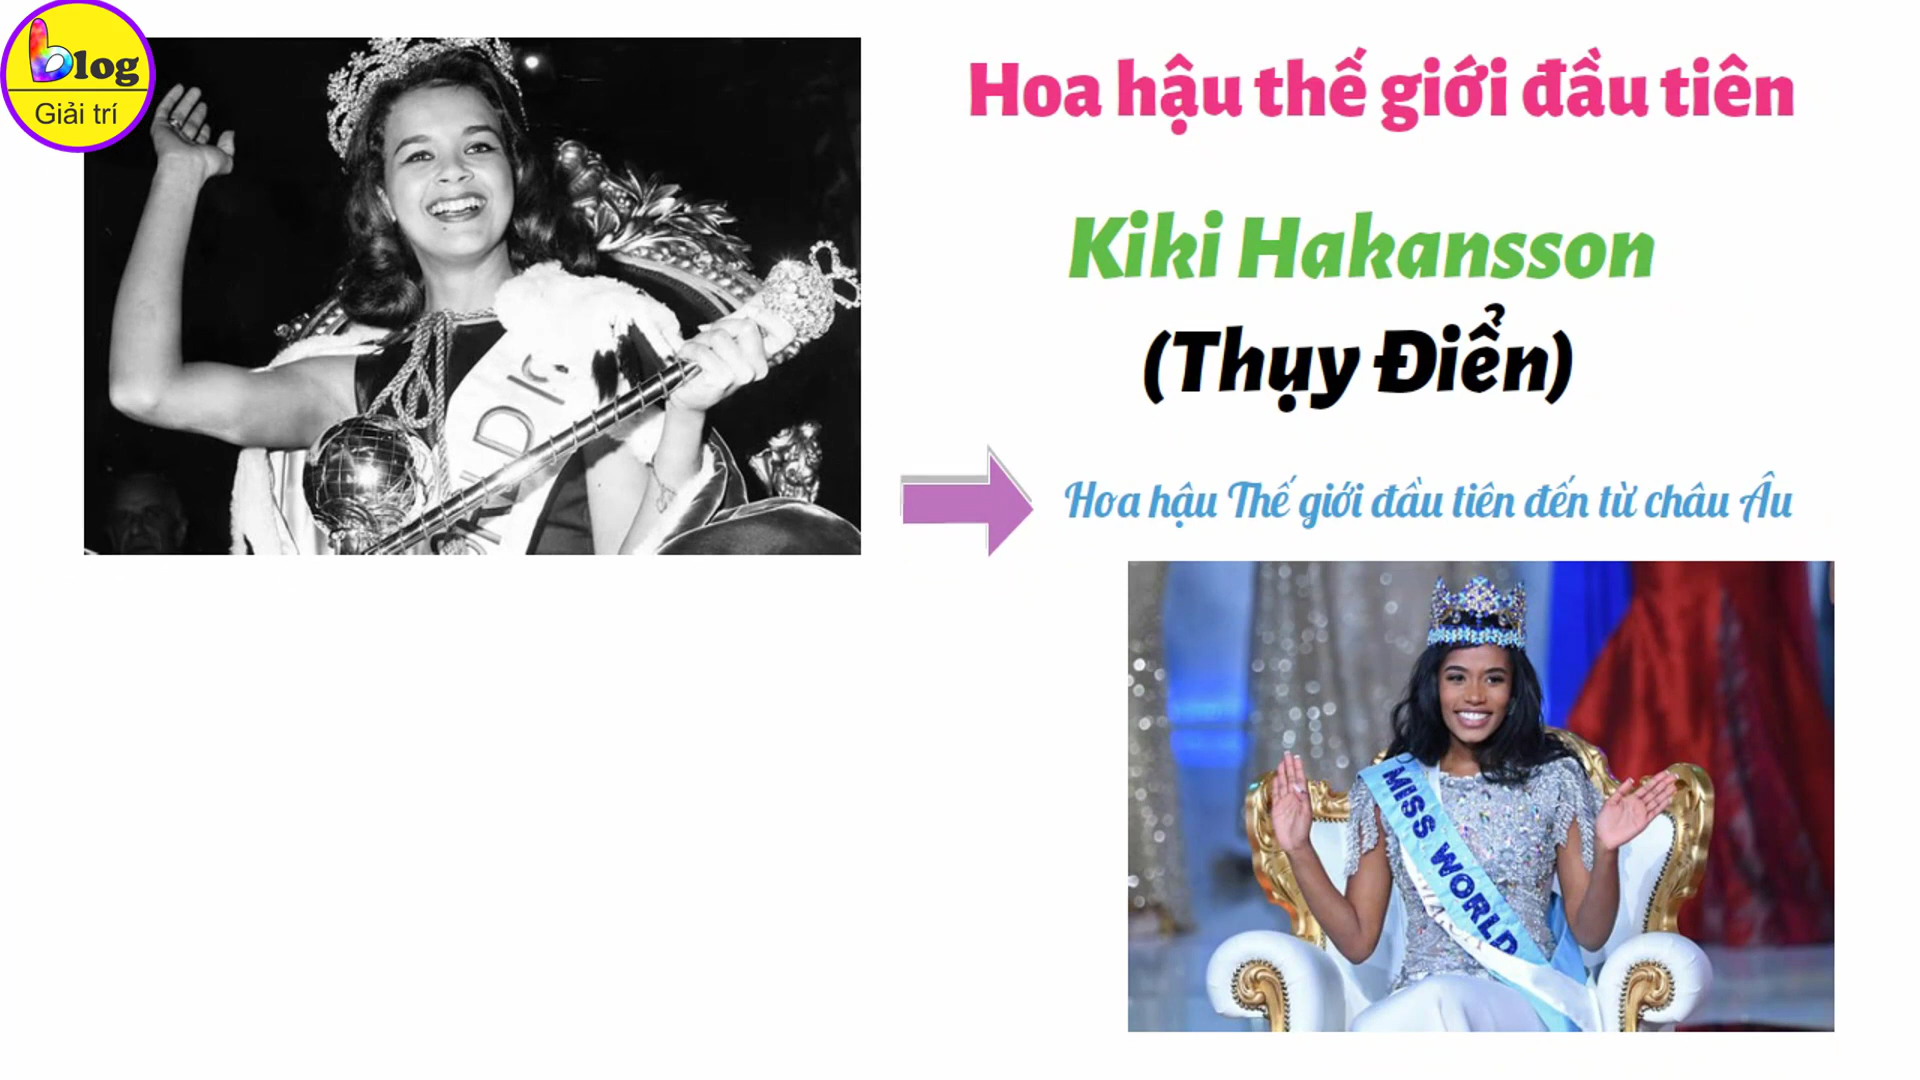 blog
Giải trí
Hoa hậu thế giới đầu tiên
Kiki Hakansson
(Thụy Điển)
Hoa hậu Thế giới đầu tiên đến từ châu Âu
MISS WORLD